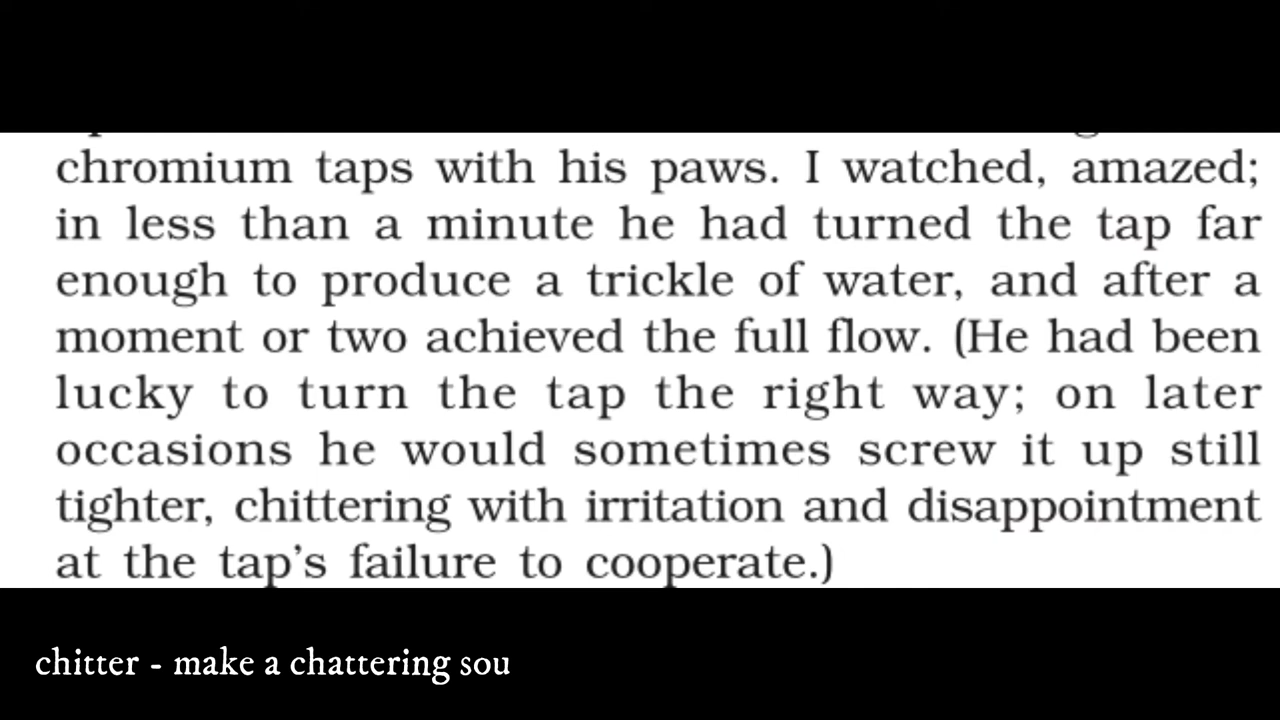 chromium taps with his paws. I watched, amazed;
in less than a minute he had turned the tap far
enough to produce a trickle of water, and after a
moment or two achieved the full flow. (He had been
lucky to turn the tap the right way; on later
occasions he would sometimes screw it up still
tighter, chittering with irritation and disappointment
at the tap’s failure to cooperate.)
chitter - make a chattering sou